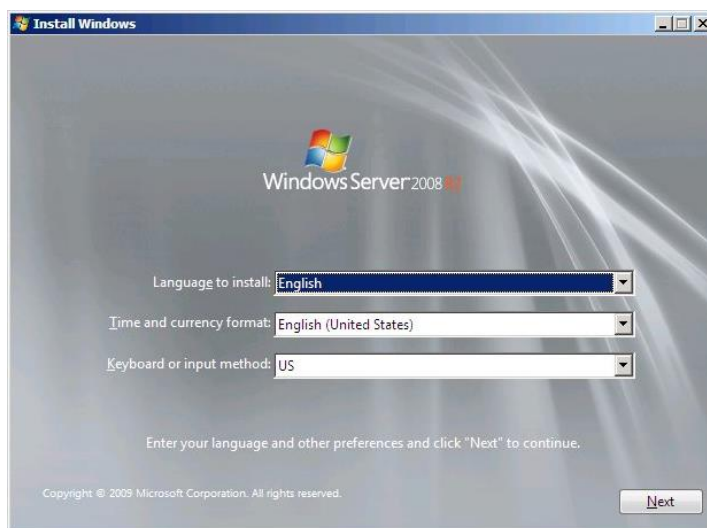 Install Windows
Windows Server 2008 R2
Language to install: English
Time and currency format: English (United States)
Keyboard or input method: US
Enter your language and other preferences and click "Next" to continue.
Copyright © 2009 Microsoft Corporation. All rights reserved.
Next